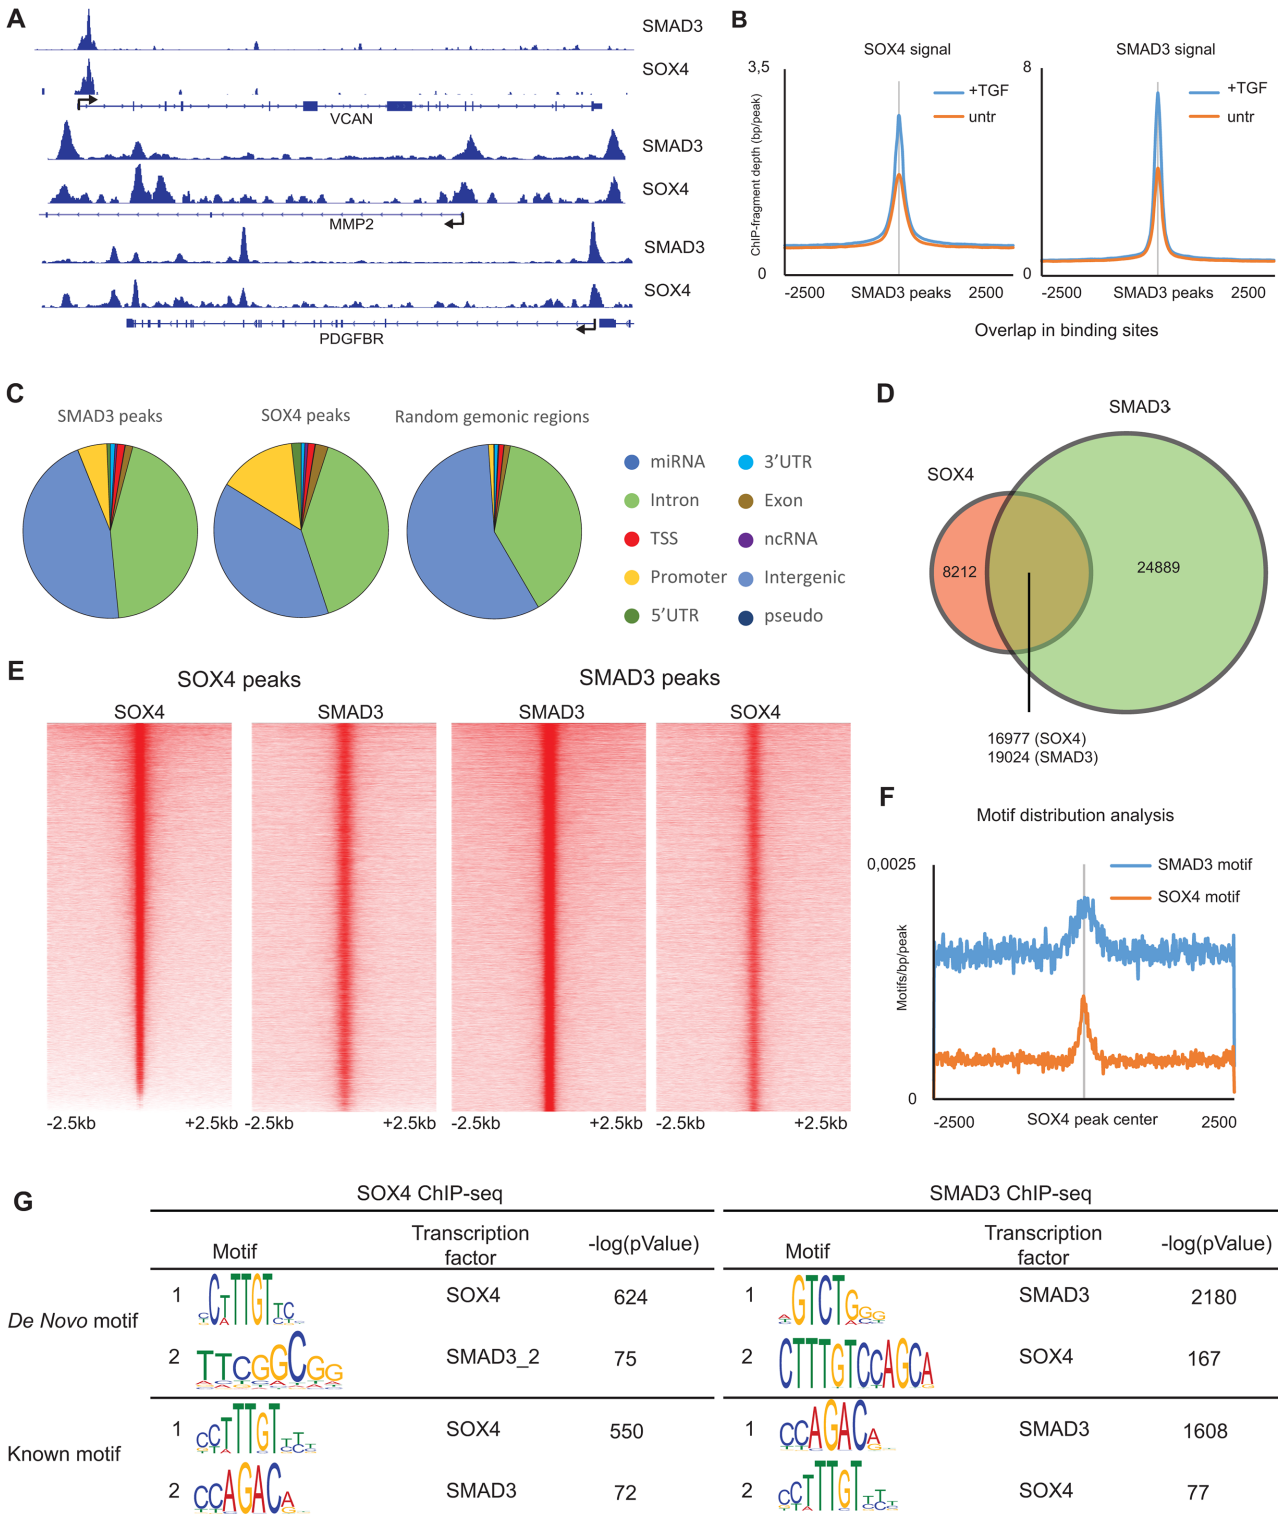 A
SMAD3
SOX4
VCAN
SMAD3
SOX4
MMP2
SMAD3
SOX4
PDGFBR
B
SOX4 signal
3,5
ChIP-fragment depth (bp/peak)
+TGF
untr
0
-2500 SMAD3 peaks 2500
SMAD3 signal
8
+TGF
untr
0
-2500 SMAD3 peaks 2500
Overlap in binding sites
C
SMAD3 peaks
SOX4 peaks
Random gemonic regions
miRNA
Intron
TSS
Promoter
5'UTR
3'UTR
Exon
ncRNA
Intergenic
pseudo
D
SMAD3
SOX4
8212
24889
16977 (SOX4)
19024 (SMAD3)
E
SOX4 peaks
SMAD3 peaks
SOX4
SMAD3
SMAD3
SOX4
-2.5kb +2.5kb
-2.5kb +2.5kb
-2.5kb +2.5kb
-2.5kb +2.5kb
F
Motif distribution analysis
0,0025
SMAD3 motif
SOX4 motif
Motifs/bp/peak
0
-2500 SOX4 peak center 2500
G
SOX4 ChIP-seq
SMAD3 ChIP-seq
Motif
Transcription
factor
-log(pValue)
Motif
Transcription
factor
-log(pValue)
De Novo motif
1 CTTTGTTC SOX4 624
2 TTCGGCGG SMAD3_2 75
1 AGTCTGGG SMAD3 2180
2 CTTTGTCCAGCA SOX4 167
Known motif
1 CCTTTGTTCT SOX4 550
2 CCAGACA SMAD3 72
1 CCAGACA SMAD3 1608
2 CCTTTGTTCT SOX4 77